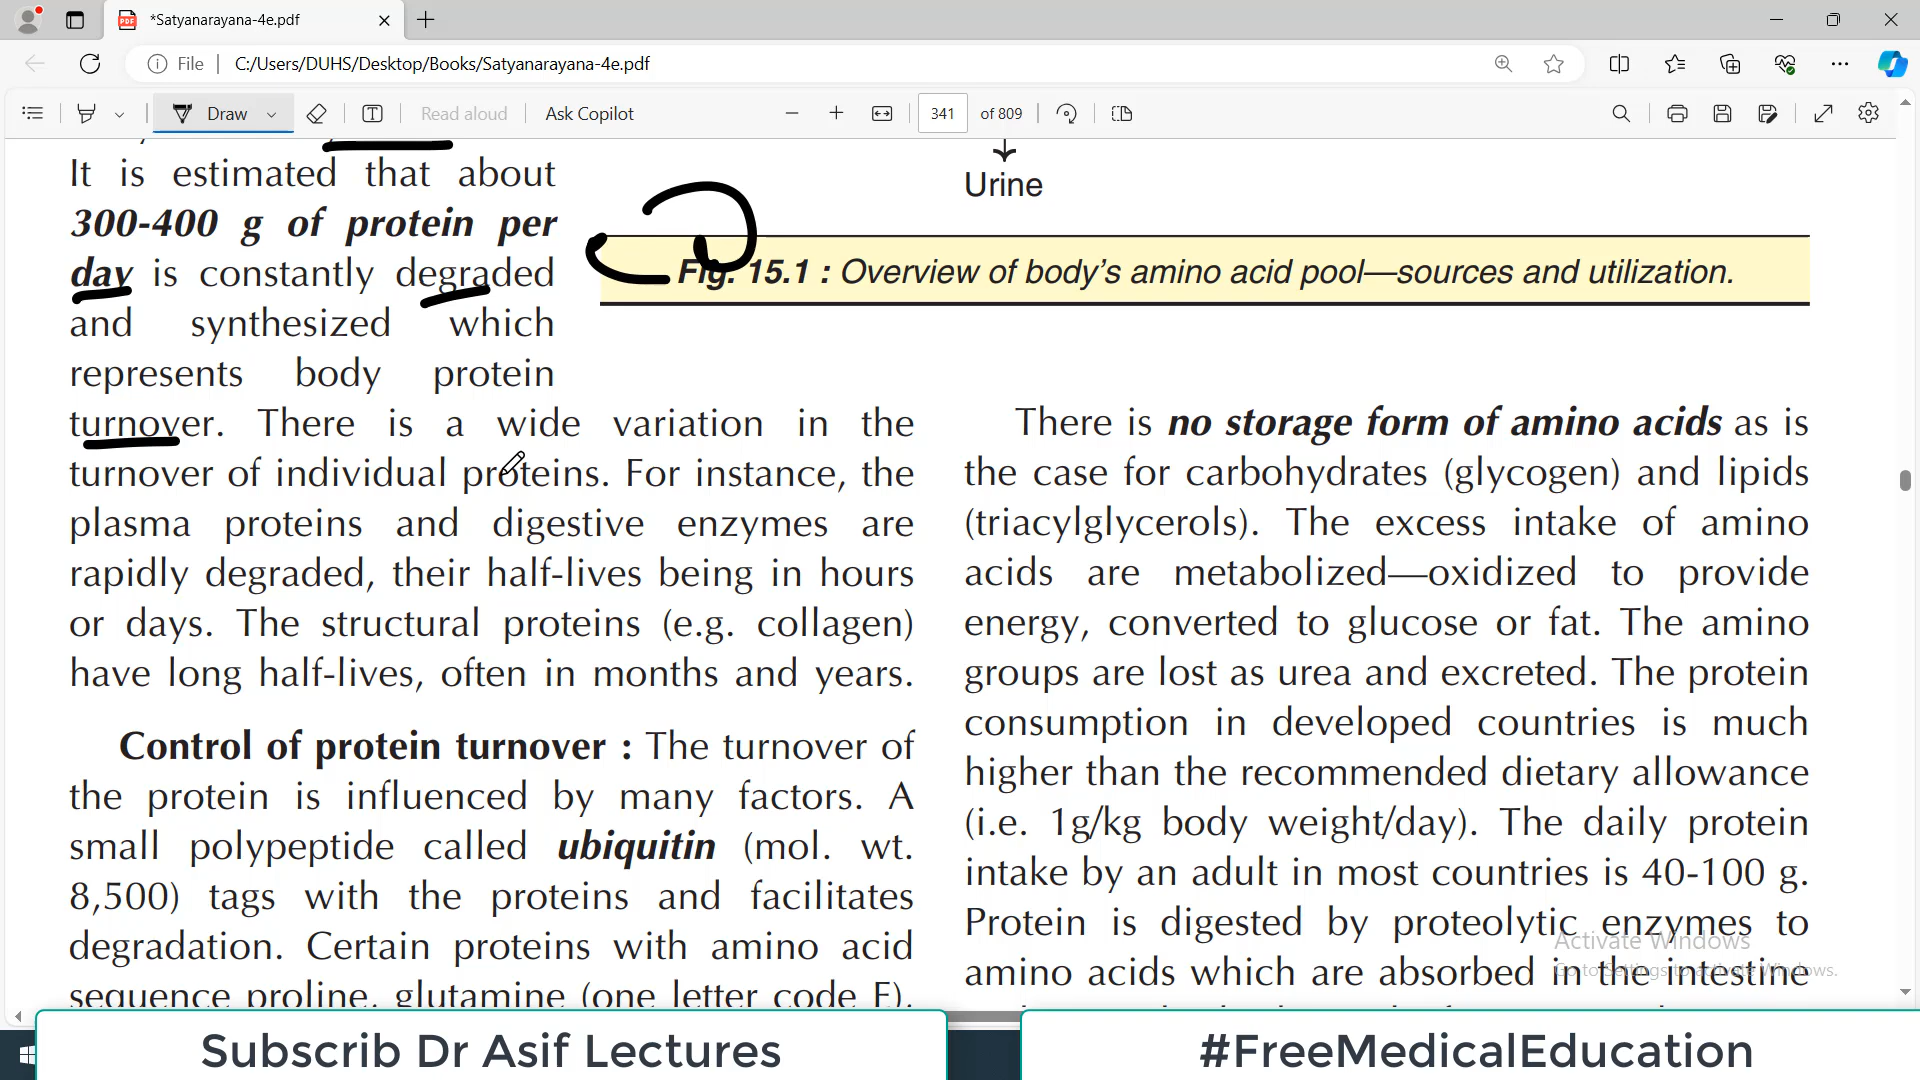 *Satyanarayana-4e.pdf
File
C:/Users/DUHS/Desktop/Books/Satyanarayana-4e.pdf
Draw
Read aloud
Ask Copilot
341 of 809
It is estimated that about
300-400 g of protein per
day is constantly degraded
and synthesized which
represents body protein
turnover. There is a wide variation in the
turnover of individual proteins. For instance, the
plasma proteins and digestive enzymes are
rapidly degraded, their half-lives being in hours
or days. The structural proteins (e.g. collagen)
have long half-lives, often in months and years.
Control of protein turnover : The turnover of
the protein is influenced by many factors. A
small polypeptide called ubiquitin (mol. wt.
8,500) tags with the proteins and facilitates
degradation. Certain proteins with amino acid
sequence proline, glutamine (one letter code E),
Urine
Fig. 15.1 : Overview of body's amino acid pool—sources and utilization.
There is no storage form of amino acids as is
the case for carbohydrates (glycogen) and lipids
(triacylglycerols). The excess intake of amino
acids are metabolized—oxidized to provide
energy, converted to glucose or fat. The amino
groups are lost as urea and excreted. The protein
consumption in developed countries is much
higher than the recommended dietary allowance
(i.e. 1g/kg body weight/day). The daily protein
intake by an adult in most countries is 40-100 g.
Protein is digested by proteolytic enzymes to
amino acids which are absorbed in the intestine
Activate Windows
Go to Settings to activate Windows.
Subscrib Dr Asif Lectures
#FreeMedicalEducation